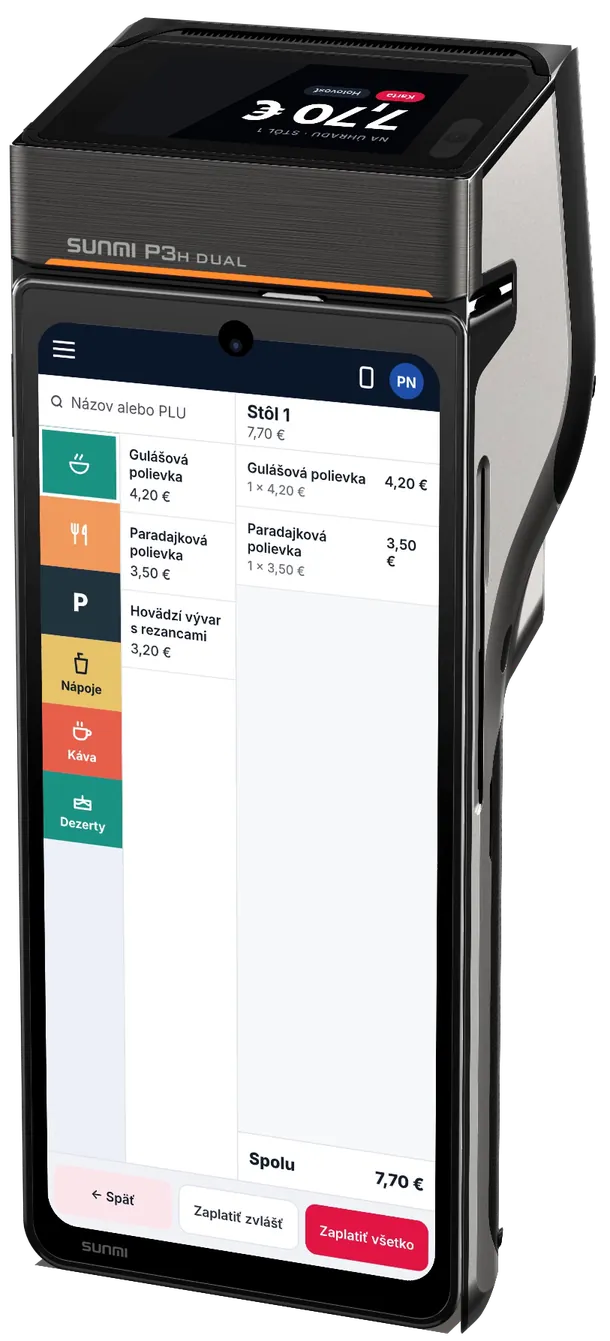 NA ÚHRADU · STÔL 1
7,70 €
Karta
Hotovosť
SUNMI P3H DUAL
PN
Názov alebo PLU
Stôl 1
7,70 €
Gulášová
polievka
4,20 €
Paradajková
polievka
3,50 €
Hovädzí vývar
s rezancami
3,20 €
P
Nápoje
Káva
Dezerty
Gulášová polievka
4,20 €
1 × 4,20 €
Paradajková
polievka
3,50
€
1 × 3,50 €
Spolu
7,70 €
← Späť
Zaplatiť zvlášť
Zaplatiť všetko
SUNMI